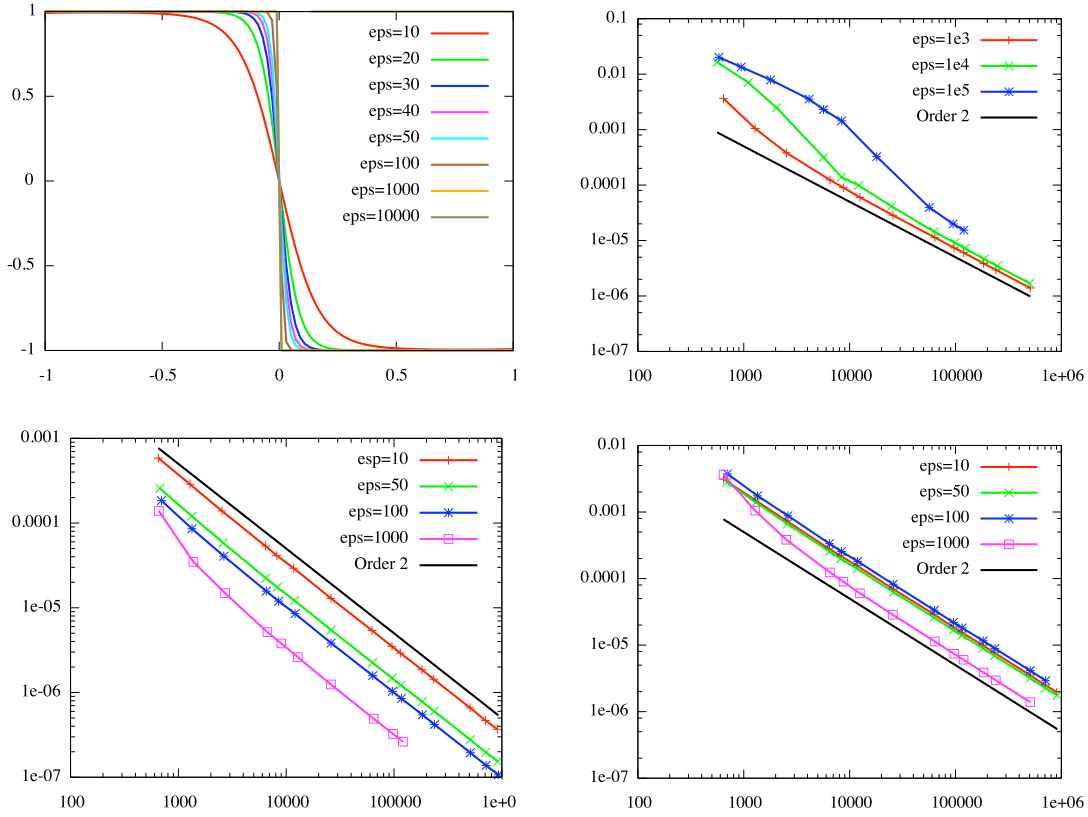 1
0.5
0
-0.5
-1
-1
-0.5
0
0.5
1
eps=10
eps=20
eps=30
eps=40
eps=50
eps=100
eps=1000
eps=10000
0.1
0.01
0.001
0.0001
1e-05
1e-06
1e-07
100
1000
10000
100000
1e+06
eps=1e3
eps=1e4
eps=1e5
Order 2
0.001
0.0001
1e-05
1e-06
1e-07
100
1000
10000
100000
1e+0
esp=10
eps=50
eps=100
eps=1000
Order 2
0.01
0.001
0.0001
1e-05
1e-06
1e-07
100
1000
10000
100000
1e+06
eps=10
eps=50
eps=100
eps=1000
Order 2